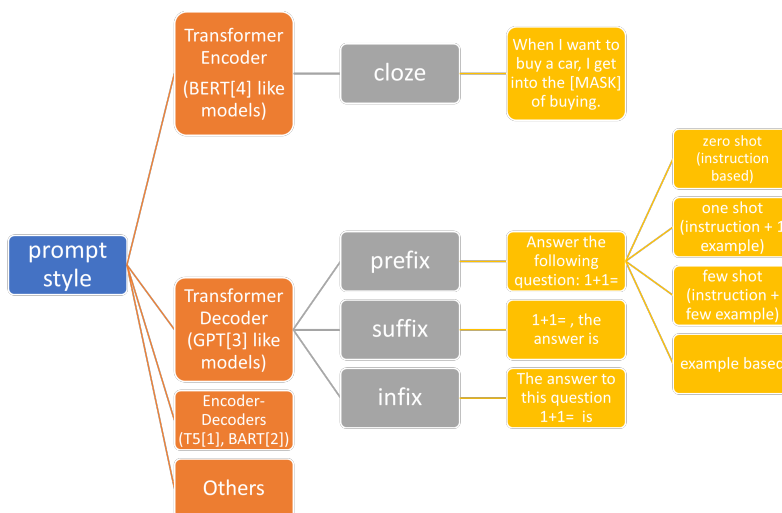 prompt
style
Transformer
Encoder
(BERT[4] like
models)
cloze
When I want to
buy a car, I get
into the [MASK]
of buying.
Transformer
Decoder
(GPT[3] like
models)
prefix
Answer the
following
question: 1+1=
zero shot
(instruction
based)
one shot
(instruction + 1
example)
few shot
(instruction +
few example)
example based
suffix
1+1= , the
answer is
infix
The answer to
this question
1+1= is
Encoder-
Decoders
(T5[1], BART[2])
Others